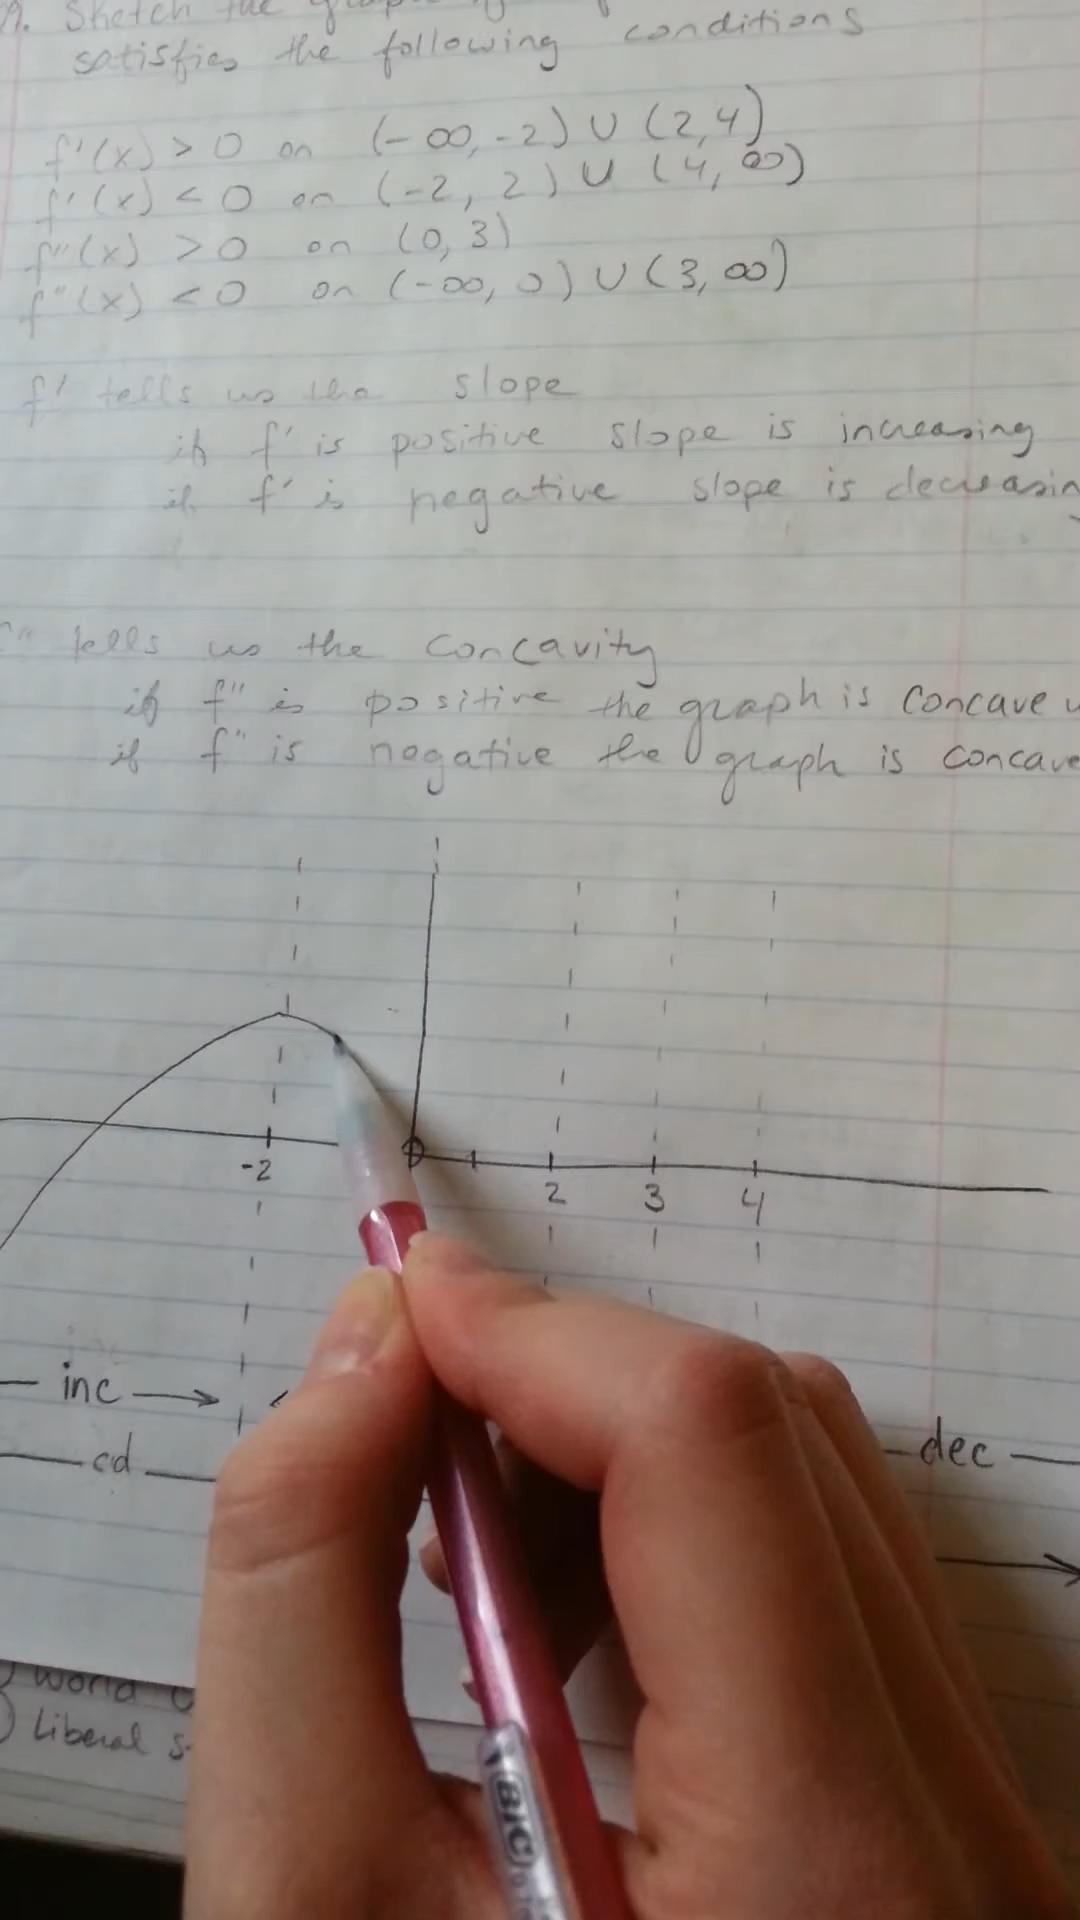 Sketch the graph
satisfies the following conditions
f'(x) > 0 on (-∞, -2) ∪ (2,4)
f'(x) < 0 on (-2, 2) ∪ (4, ∞)
f"(x) > 0 on (0, 3)
f"(x) < 0 on (-∞, 0) ∪ (3, ∞)
f' tells us the slope
if f' is positive slope is increasing
if f' is negative slope is decreasin
f" tells us the concavity
if f" is positive the graph is concave u
if f" is negative the graph is concave
-2 2 3 4
inc dec
cd
World
Liberal s
BIC